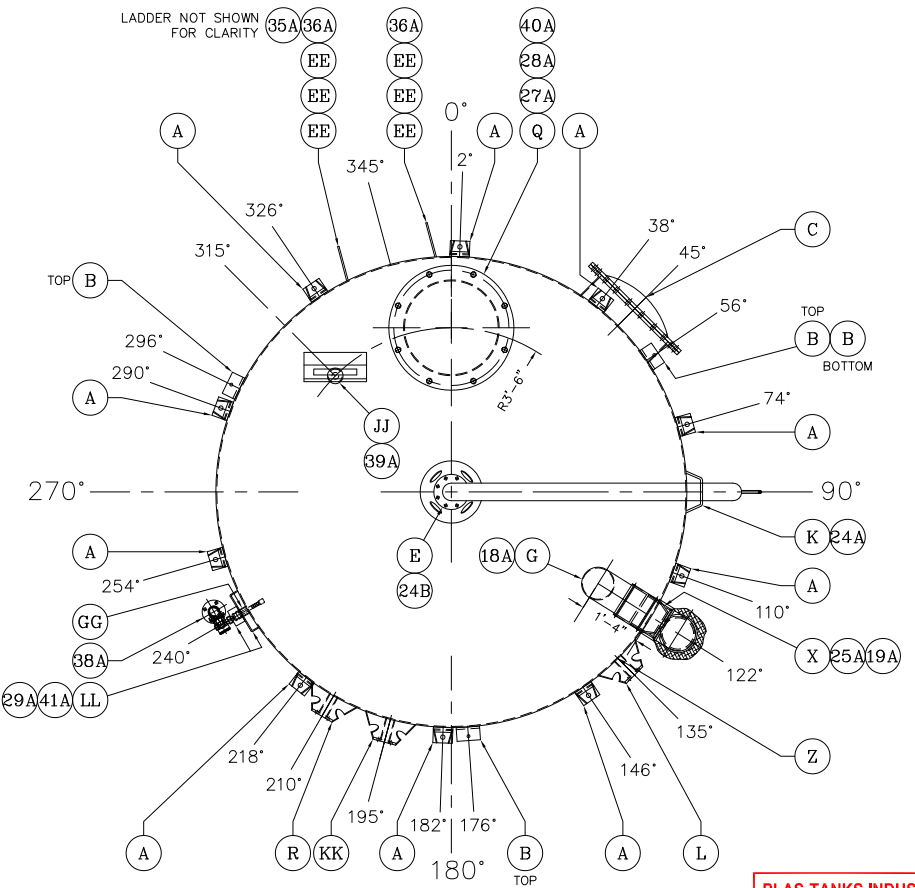 LADDER NOT SHOWN
FOR CLARITY
35A 36A 36A 40A
EE EE 28A
EE EE 27A
EE EE Q
0°
A A A
2°
345°
326°
38°
C
315°
45°
TOP B
56°
TOP
B B
BOTTOM
296°
290°
R3'-6"
A
74°
A
JJ
39A
270°
90°
K 24A
E
24B
18A G
A
254°
A
110°
GG
1'-4"
38A
240°
122°
X 25A 19A
29A 41A LL
135°
218°
210°
146°
Z
195°
182° 176°
A R KK A B A L
180°
TOP
PLAS-TANKS INDUS